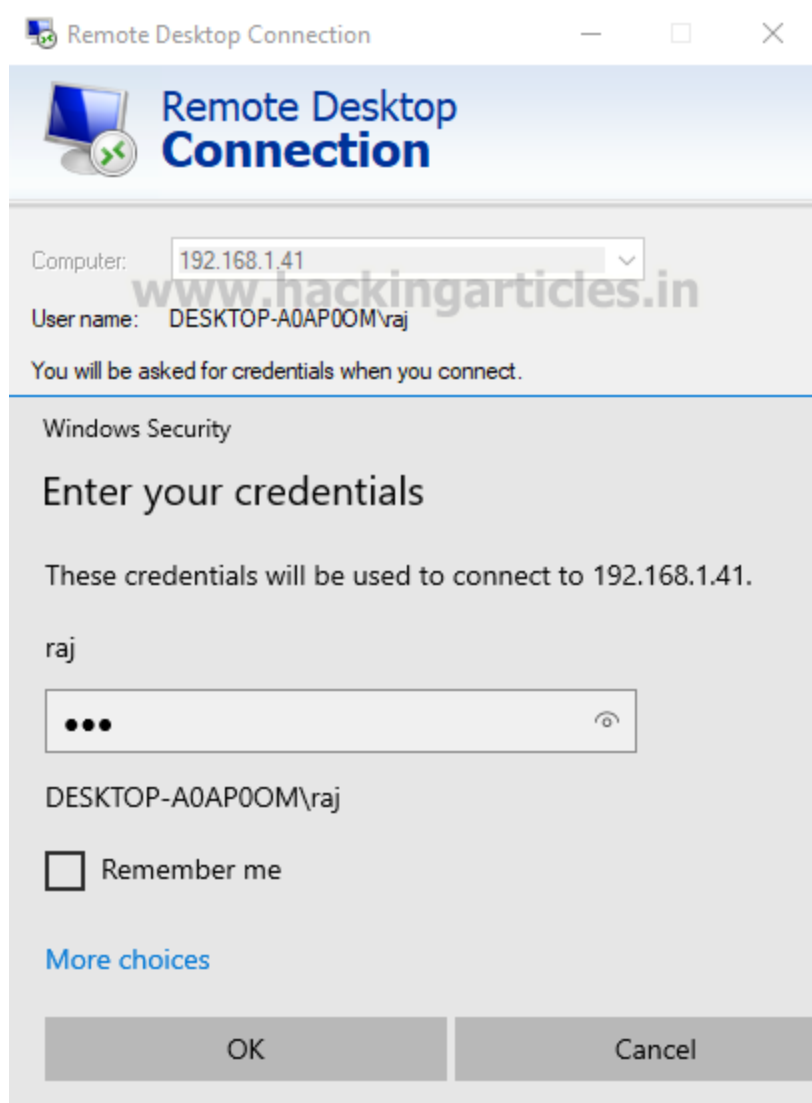 Remote Desktop Connection
Remote Desktop
Connection
Computer: 192.168.1.41
www.hackingarticles.in
User name: DESKTOP-A0AP0OM\raj
You will be asked for credentials when you connect.
Windows Security
Enter your credentials
These credentials will be used to connect to 192.168.1.41.
raj
●●●
DESKTOP-A0AP0OM\raj
Remember me
More choices
OK Cancel